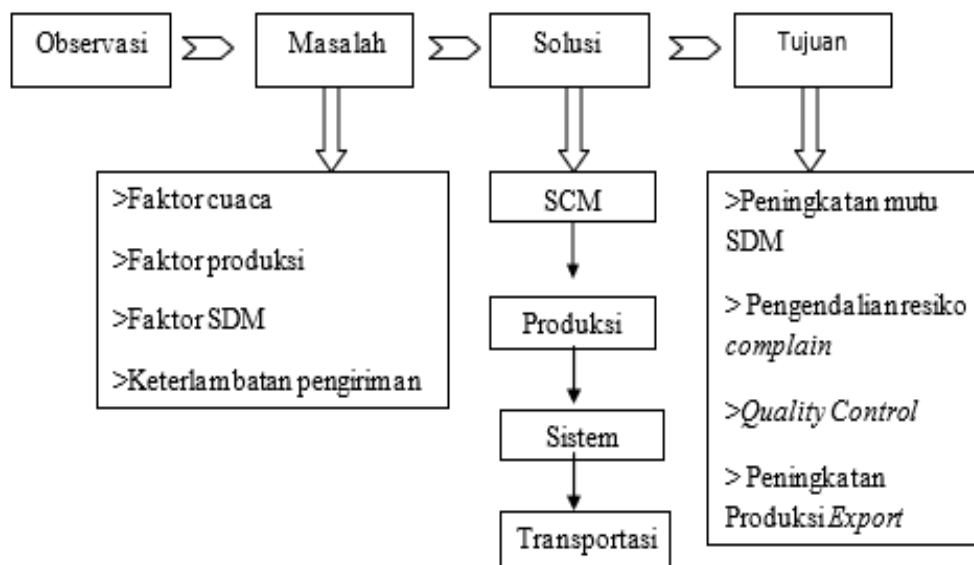 Observasi
Masalah
Solusi
Tujuan
>Faktor cuaca
>Faktor produksi
>Faktor SDM
>Keterlambatan pengiriman
SCM
Produksi
Sistem
Transportasi
>Peningkatan mutu
SDM
> Pengendalian resiko
complain
>Quality Control
> Peningkatan
Produksi Export